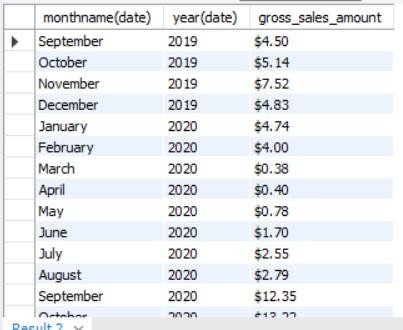 monthname(date) year(date) gross_sales_amount
September 2019 $4.50
October 2019 $5.14
November 2019 $7.52
December 2019 $4.83
January 2020 $4.74
February 2020 $4.00
March 2020 $0.38
April 2020 $0.40
May 2020 $0.78
June 2020 $1.70
July 2020 $2.55
August 2020 $2.79
September 2020 $12.35
October 2020
Result 2